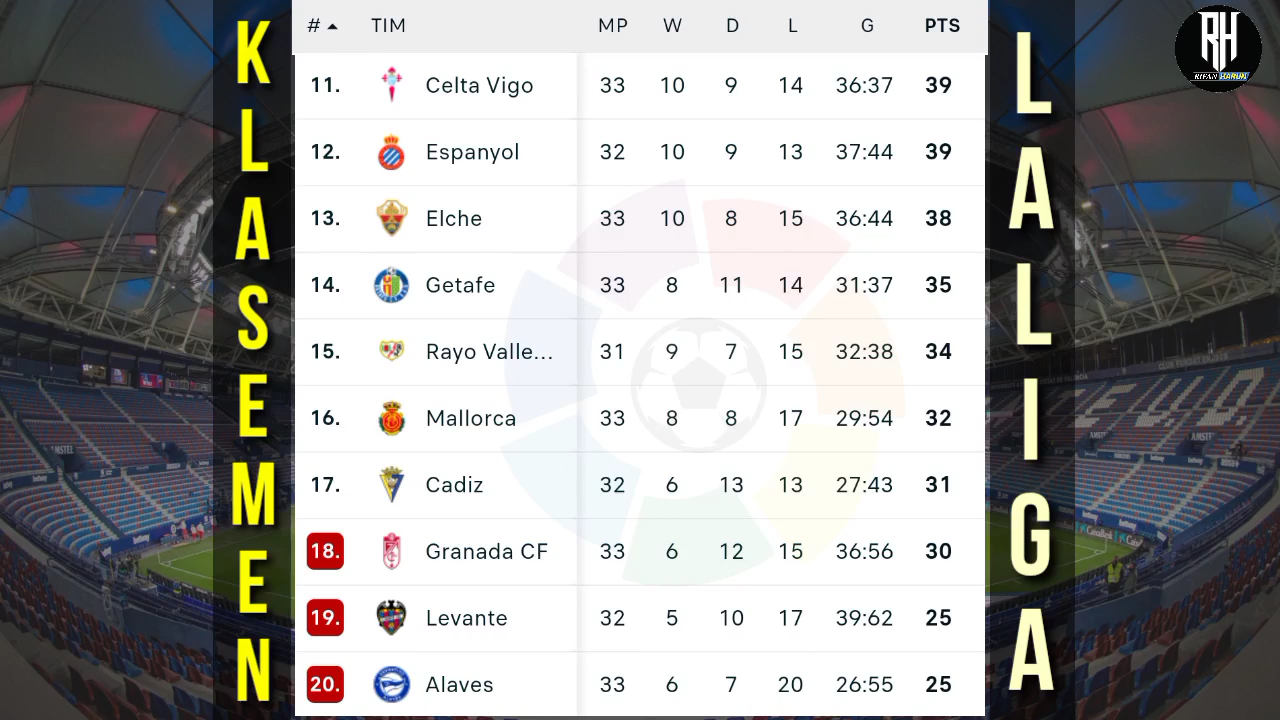 KLASEMEN
# TIM MP W D L G PTS
11. Celta Vigo 33 10 9 14 36:37 39
12. Espanyol 32 10 9 13 37:44 39
13. Elche 33 10 8 15 36:44 38
14. Getafe 33 8 11 14 31:37 35
15. Rayo Valle... 31 9 7 15 32:38 34
16. Mallorca 33 8 8 17 29:54 32
17. Cadiz 32 6 13 13 27:43 31
18. Granada CF 33 6 12 15 36:56 30
19. Levante 32 5 10 17 39:62 25
20. Alaves 33 6 7 20 26:55 25
LALIGA
RH
RIFAN HARUN
AMSTEL
AMSTEL
CaixaBank